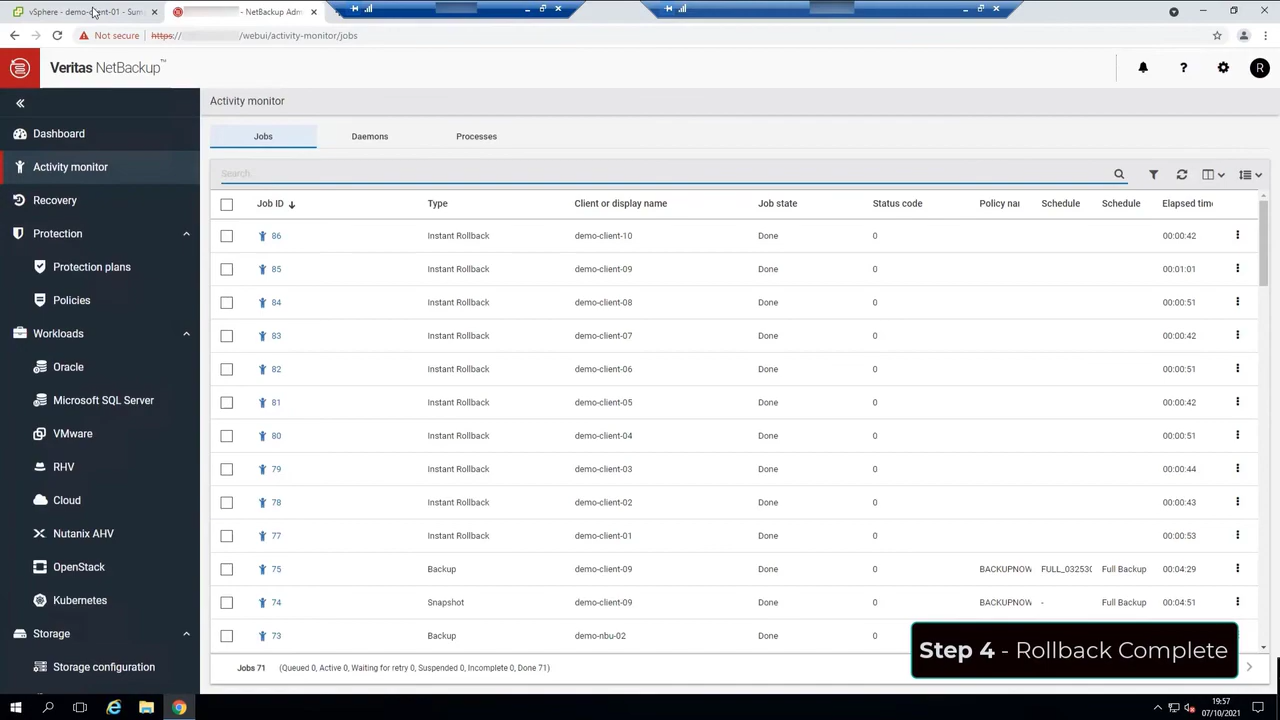 vSphere - demo-client-01 - Sum
- NetBackup Adm
Not secure https:// /webui/activity-monitor/jobs
Veritas NetBackup™
R
Activity monitor
Jobs Daemons Processes
Search...
Dashboard
Activity monitor
Recovery
Protection
Protection plans
Policies
Workloads
Oracle
Microsoft SQL Server
VMware
RHV
Cloud
Nutanix AHV
OpenStack
Kubernetes
Storage
Storage configuration
Job ID Type Client or display name Job state Status code Policy nar Schedule Schedule Elapsed time
86 Instant Rollback demo-client-10 Done 0 00:00:42
85 Instant Rollback demo-client-09 Done 0 00:01:01
84 Instant Rollback demo-client-08 Done 0 00:00:51
83 Instant Rollback demo-client-07 Done 0 00:00:42
82 Instant Rollback demo-client-06 Done 0 00:00:51
81 Instant Rollback demo-client-05 Done 0 00:00:42
80 Instant Rollback demo-client-04 Done 0 00:00:51
79 Instant Rollback demo-client-03 Done 0 00:00:44
78 Instant Rollback demo-client-02 Done 0 00:00:43
77 Instant Rollback demo-client-01 Done 0 00:00:53
75 Backup demo-client-09 Done 0 BACKUPNOW FULL_032530 Full Backup 00:04:29
74 Snapshot demo-client-09 Done 0 BACKUPNOW - Full Backup 00:04:51
73 Backup demo-nbu-02 Done 0
Jobs 71 (Queued 0, Active 0, Waiting for retry 0, Suspended 0, Incomplete 0, Done 71)
Step 4 - Rollback Complete
19:57
07/10/2021